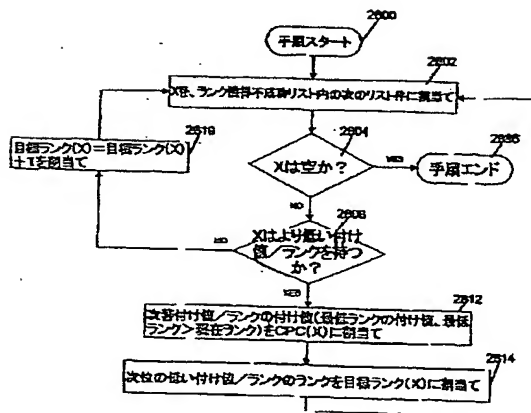 2600
手順スタート
2602
Xを、ランク獲得不成功リスト内の次のリスト件に割当て
2610
目標ランク(X)=目標ランク(X)
+1を割当て
2604
Xは空か?
YES
2636
手順エンド
NO
2608
Xはより低い付け
値/ランクを持つ
か?
NO
YES
2612
次善付け値/ランクの付け値(最低ランクの付け値、最低
ランク>現在ランク)をCPC(X)に割当て
2614
次位の低い付け値/ランクのランクを目標ランク(X)に割当て